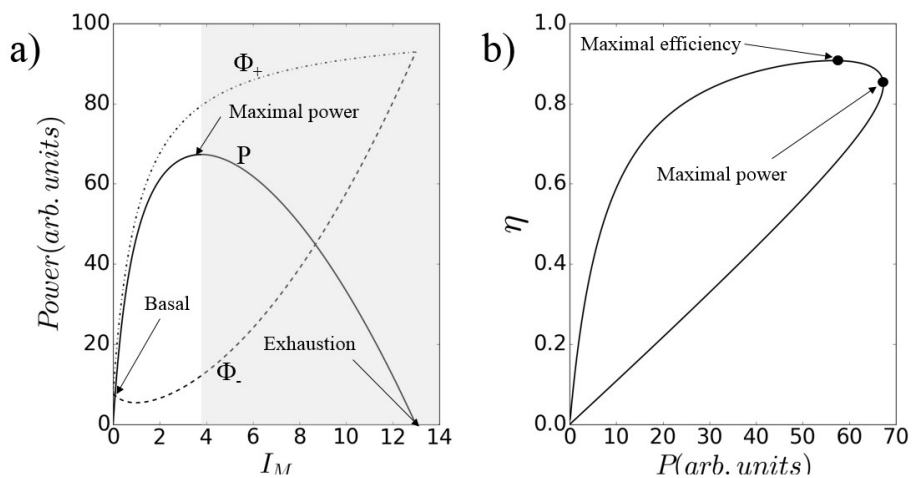 a)
Power(arb. units)
100
80
60
40
20
0
Φ₊
Maximal power
P
Basal
Exhaustion
Φ₋
0 2 4 6 8 10 12 14
I_M
b)
η
1.0
0.8
0.6
0.4
0.2
0.0
Maximal efficiency
Maximal power
0 10 20 30 40 50 60 70
P(arb. units)